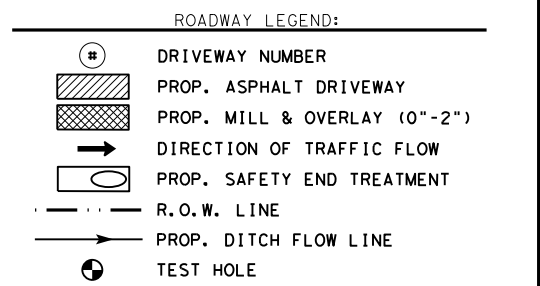 ROADWAY LEGEND:
# DRIVEWAY NUMBER
PROP. ASPHALT DRIVEWAY
PROP. MILL & OVERLAY (0"-2")
DIRECTION OF TRAFFIC FLOW
PROP. SAFETY END TREATMENT
R.O.W. LINE
PROP. DITCH FLOW LINE
TEST HOLE